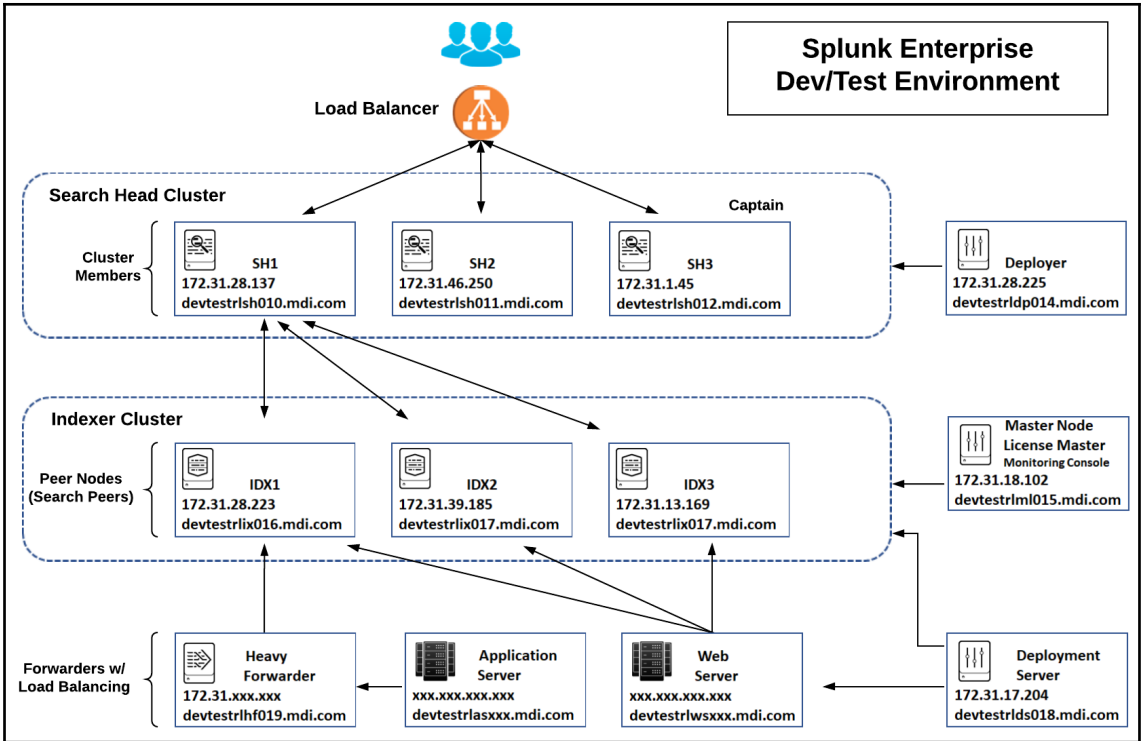 Splunk Enterprise
Dev/Test Environment
Load Balancer
Search Head Cluster
Captain
Cluster
Members
SH1
172.31.28.137
devtestrlsh010.mdi.com
SH2
172.31.46.250
devtestrlsh011.mdi.com
SH3
172.31.1.45
devtestrlsh012.mdi.com
Deployer
172.31.28.225
devtestrldp014.mdi.com
Indexer Cluster
Peer Nodes
(Search Peers)
IDX1
172.31.28.223
devtestrlix016.mdi.com
IDX2
172.31.39.185
devtestrlix017.mdi.com
IDX3
172.31.13.169
devtestrlix017.mdi.com
Master Node
License Master
Monitoring Console
172.31.18.102
devtestrlml015.mdi.com
Forwarders w/
Load Balancing
Heavy
Forwarder
172.31.xxx.xxx
devtestrlhf019.mdi.com
Application
Server
xxx.xxx.xxx.xxx
devtestrlasxxx.mdi.com
Web
Server
xxx.xxx.xxx.xxx
devtestrlwsxxx.mdi.com
Deployment
Server
172.31.17.204
devtestrlds018.mdi.com